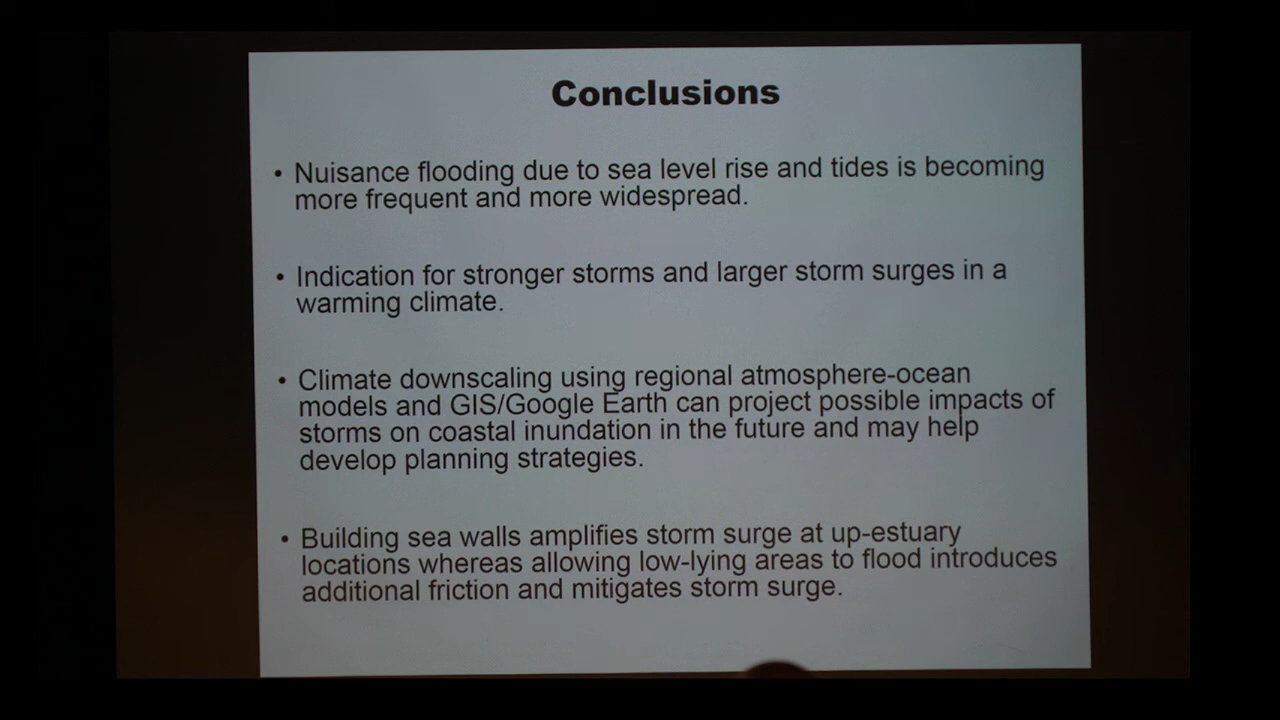 Conclusions
• Nuisance flooding due to sea level rise and tides is becoming
more frequent and more widespread.
• Indication for stronger storms and larger storm surges in a
warming climate.
• Climate downscaling using regional atmosphere-ocean
models and GIS/Google Earth can project possible impacts of
storms on coastal inundation in the future and may help
develop planning strategies.
• Building sea walls amplifies storm surge at up-estuary
locations whereas allowing low-lying areas to flood introduces
additional friction and mitigates storm surge.